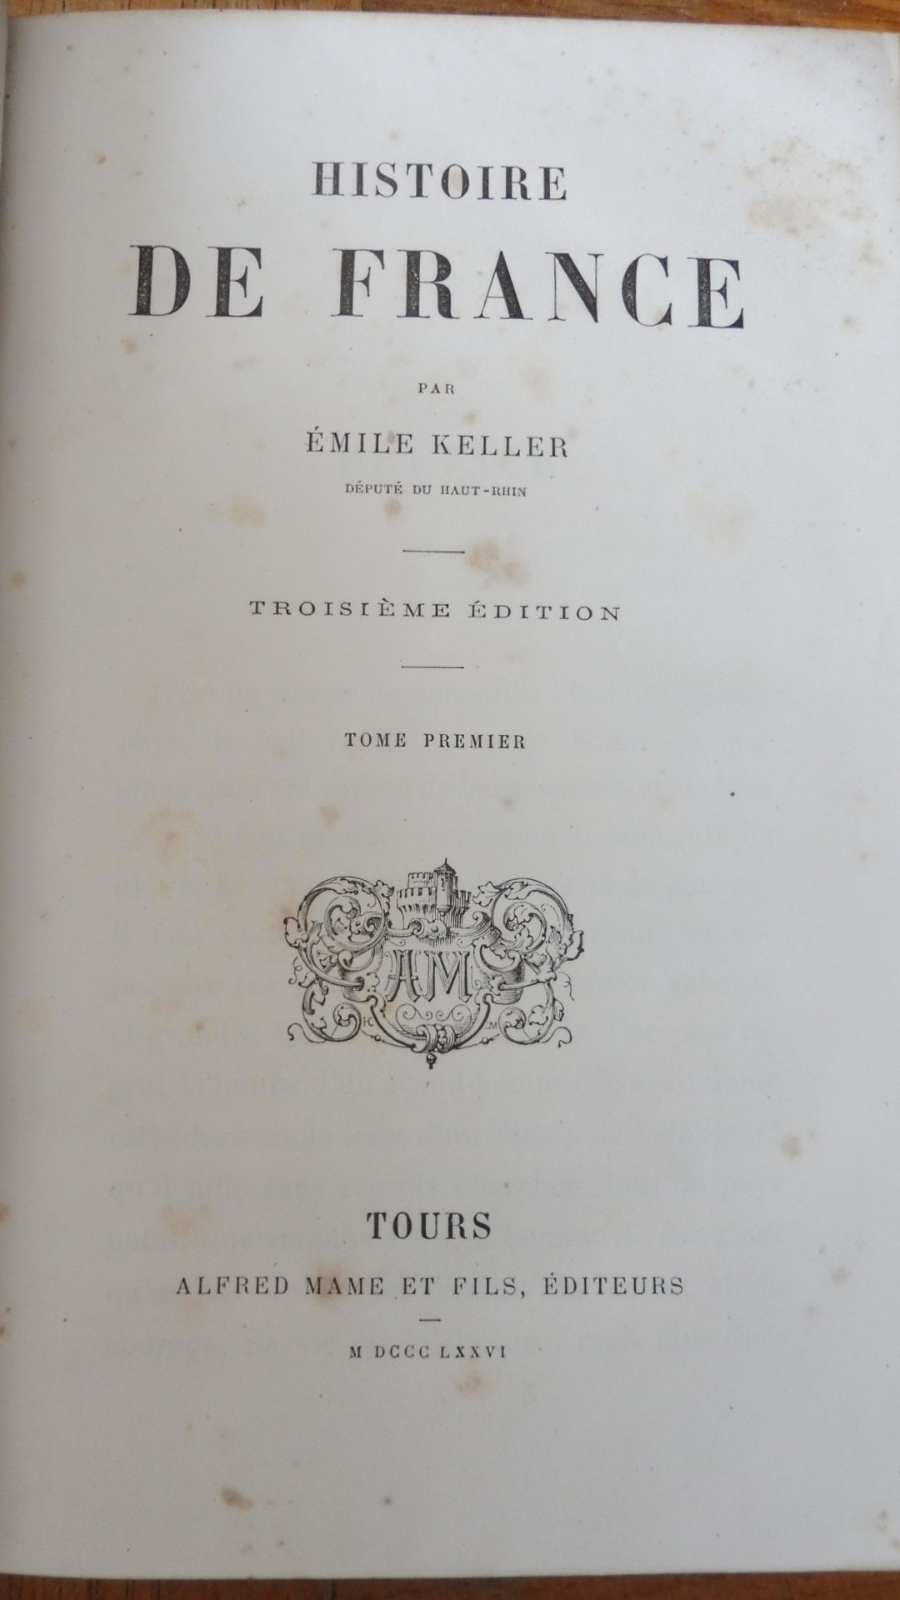 HISTOIRE
DE FRANCE
PAR
ÉMILE KELLER
DÉPUTÉ DU HAUT-RHIN
TROISIÈME ÉDITION
TOME PREMIER
AM
TOURS
ALFRED MAME ET FILS, ÉDITEURS
M DCCC LXXVI